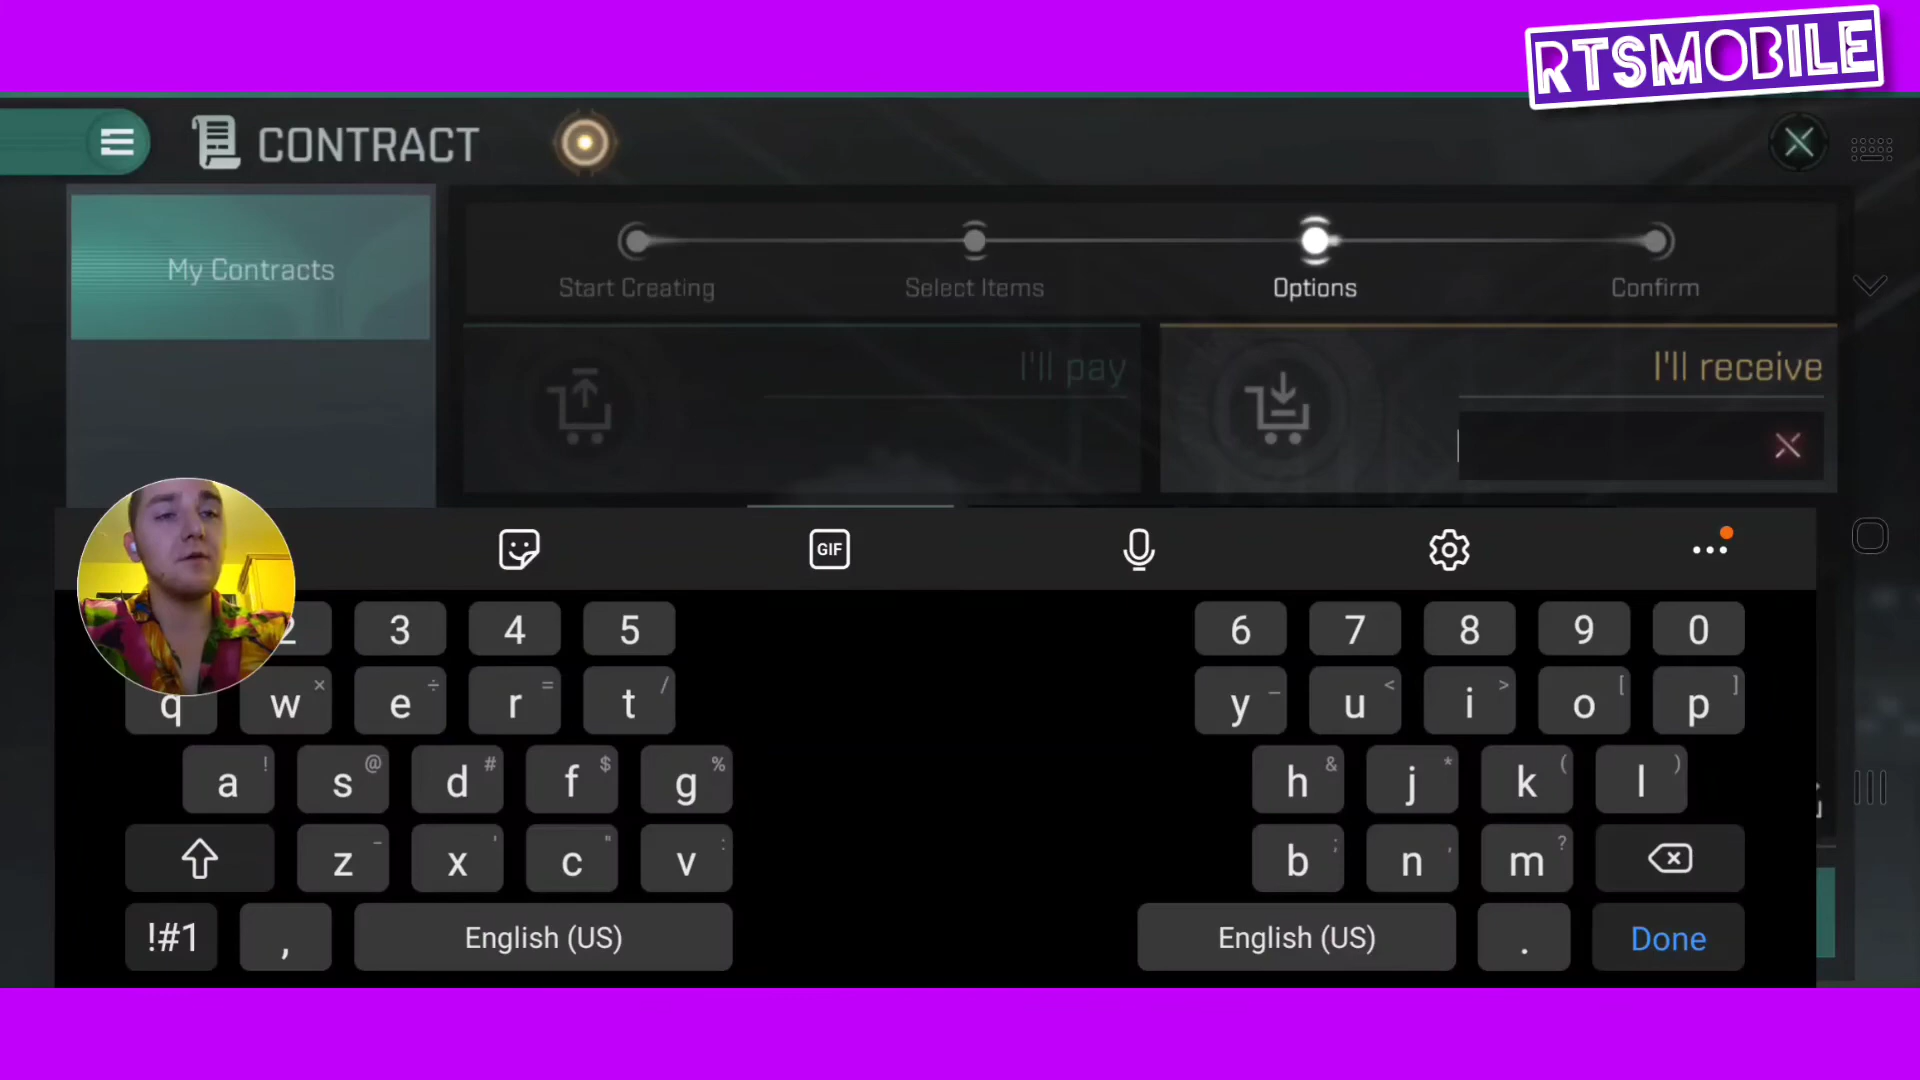 RTSMOBILE
CONTRACT
My Contracts
Start Creating
Select Items
Options
Confirm
I'll pay
I'll receive
GIF
2 3 4 5 6 7 8 9 0
q w × e ÷ r = t / y _ u < i > o [ p ]
a ! s @ d # f $ g % h & j * k ( l )
z - x ' c " v : b ; n , m ?
!#1 , English (US) English (US) . Done